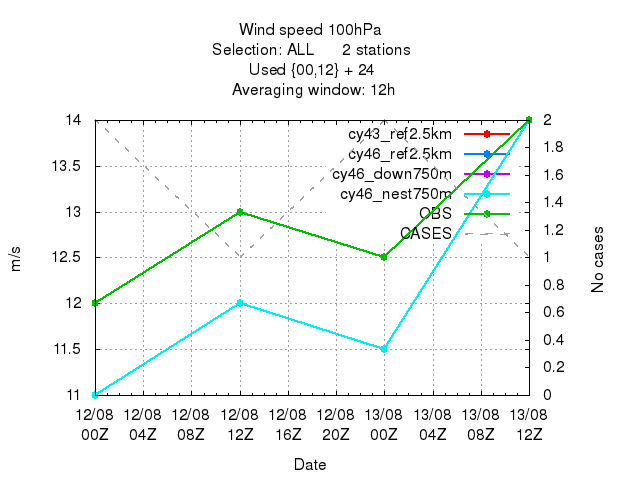 Wind speed 100hPa
Selection: ALL 2 stations
Used {00,12} + 24
Averaging window: 12h
14
13.5
13
12.5
12
11.5
11
m/s
cy43_ref2.5km
cy46_ref2.5km
cy46_down750m
cy46_nest750m
OBS
CASES
2
1.8
1.6
1.4
1.2
1
0.8
0.6
0.4
0.2
0
No cases
12/08 12/08 12/08 12/08 12/08 12/08 13/08 13/08 13/08 13/08
00Z 04Z 08Z 12Z 16Z 20Z 00Z 04Z 08Z 12Z
Date